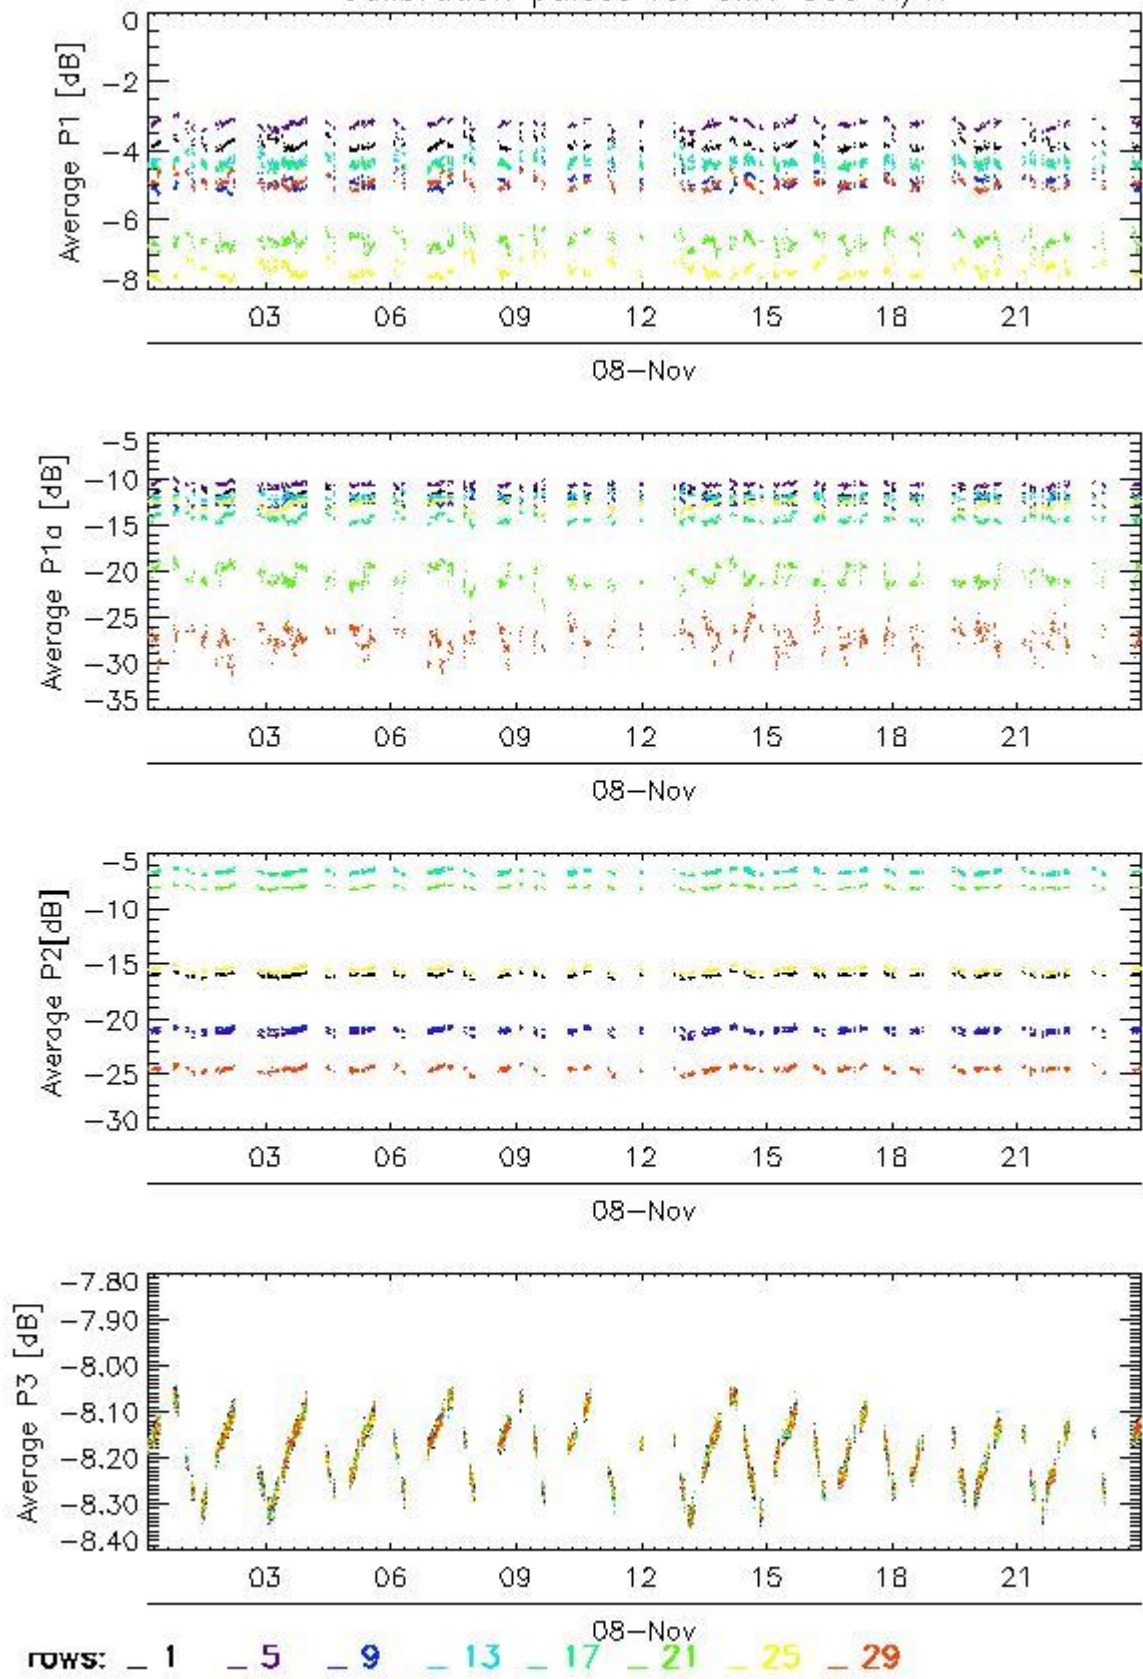 0
−2
−4
−6
−8
Average P1 [dB]
03 06 09 12 15 18 21
08−Nov
−5
−10
−15
−20
−25
−30
−35
Average P1a [dB]
03 06 09 12 15 18 21
08−Nov
−5
−10
−15
−20
−25
−30
Average P2[dB]
03 06 09 12 15 18 21
08−Nov
−7.80
−7.90
−8.00
−8.10
−8.20
−8.30
−8.40
Average P3 [dB]
03 06 09 12 15 18 21
08−Nov
rows: _ 1 _ 5 _ 9 _ 13 _ 17 _ 21 _ 25 _ 29